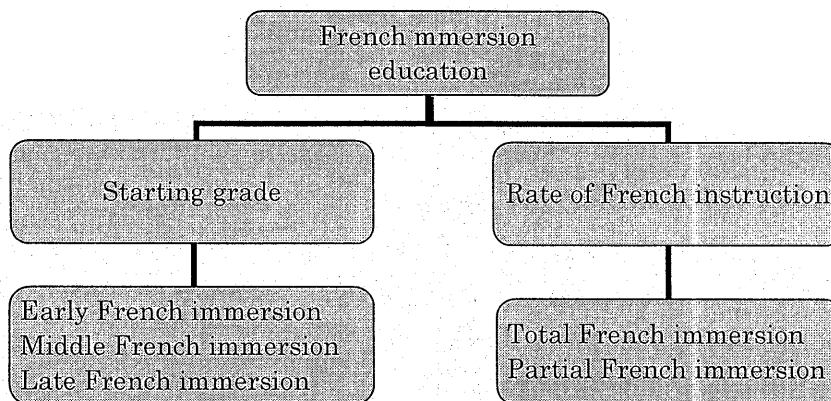 French mmersion
education
Starting grade
Rate of French instruction
Early French immersion
Middle French immersion
Late French immersion
Total French immersion
Partial French immersion